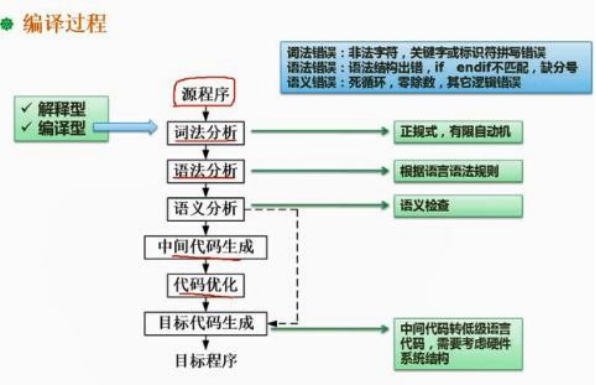 编译过程
词法错误：非法字符，关键字或标识符拼写错误
语法错误：语法结构出错，if endif不匹配，缺分号
语义错误：死循环，零除数，其它逻辑错误
✓ 解释型
✓ 编译型
源程序
词法分析
正规式，有限自动机
语法分析
根据语言语法规则
语义分析
语义检查
中间代码生成
代码优化
目标代码生成
中间代码转低级语言
代码，需要考虑硬件
系统结构
目标程序